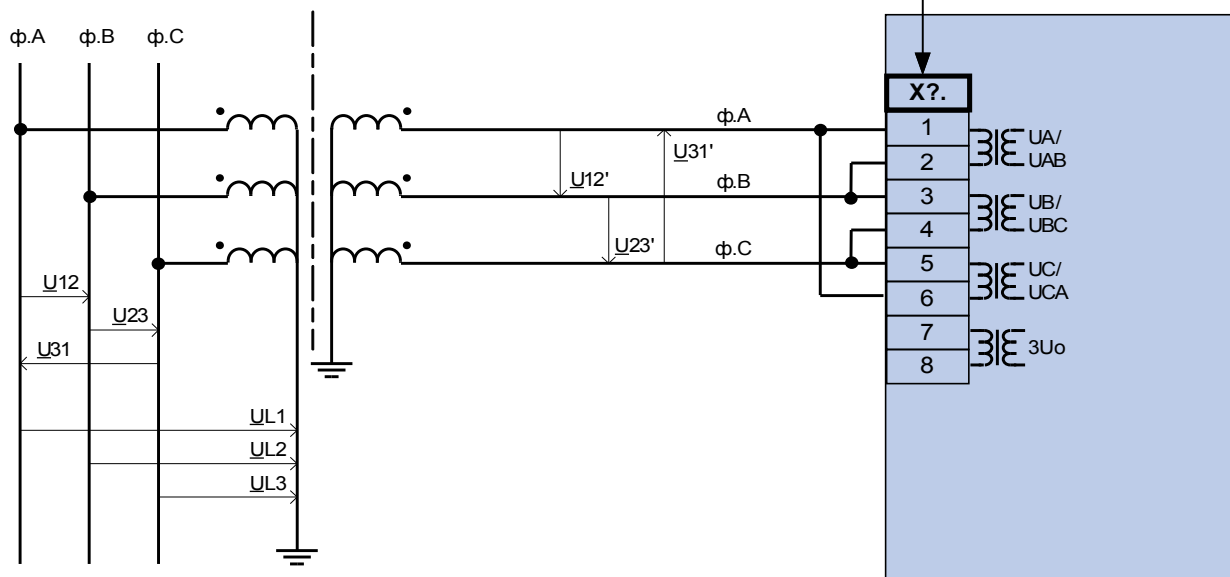 ф.A ф.B ф.C
X?.
ф.A
1
UA/
UAB
U31'
2
U12'
ф.B
3
UB/
UBC
4
U23'
ф.C
5
UC/
UCA
U12
6
U23
7
3Uo
U31
8
UL1
UL2
UL3